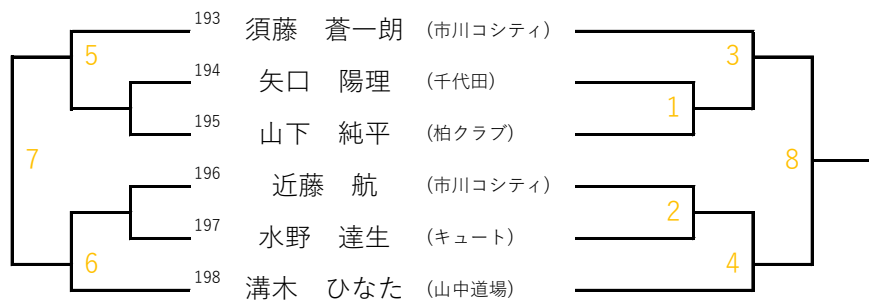 193 須藤 蒼一朗 (市川コシティ)
5 3
194 矢口 陽理 (千代田)
1
195 山下 純平 (柏クラブ)
7 8
196 近藤 航 (市川コシティ)
2
197 水野 達生 (キュート)
6 4
198 溝木 ひなた (山中道場)